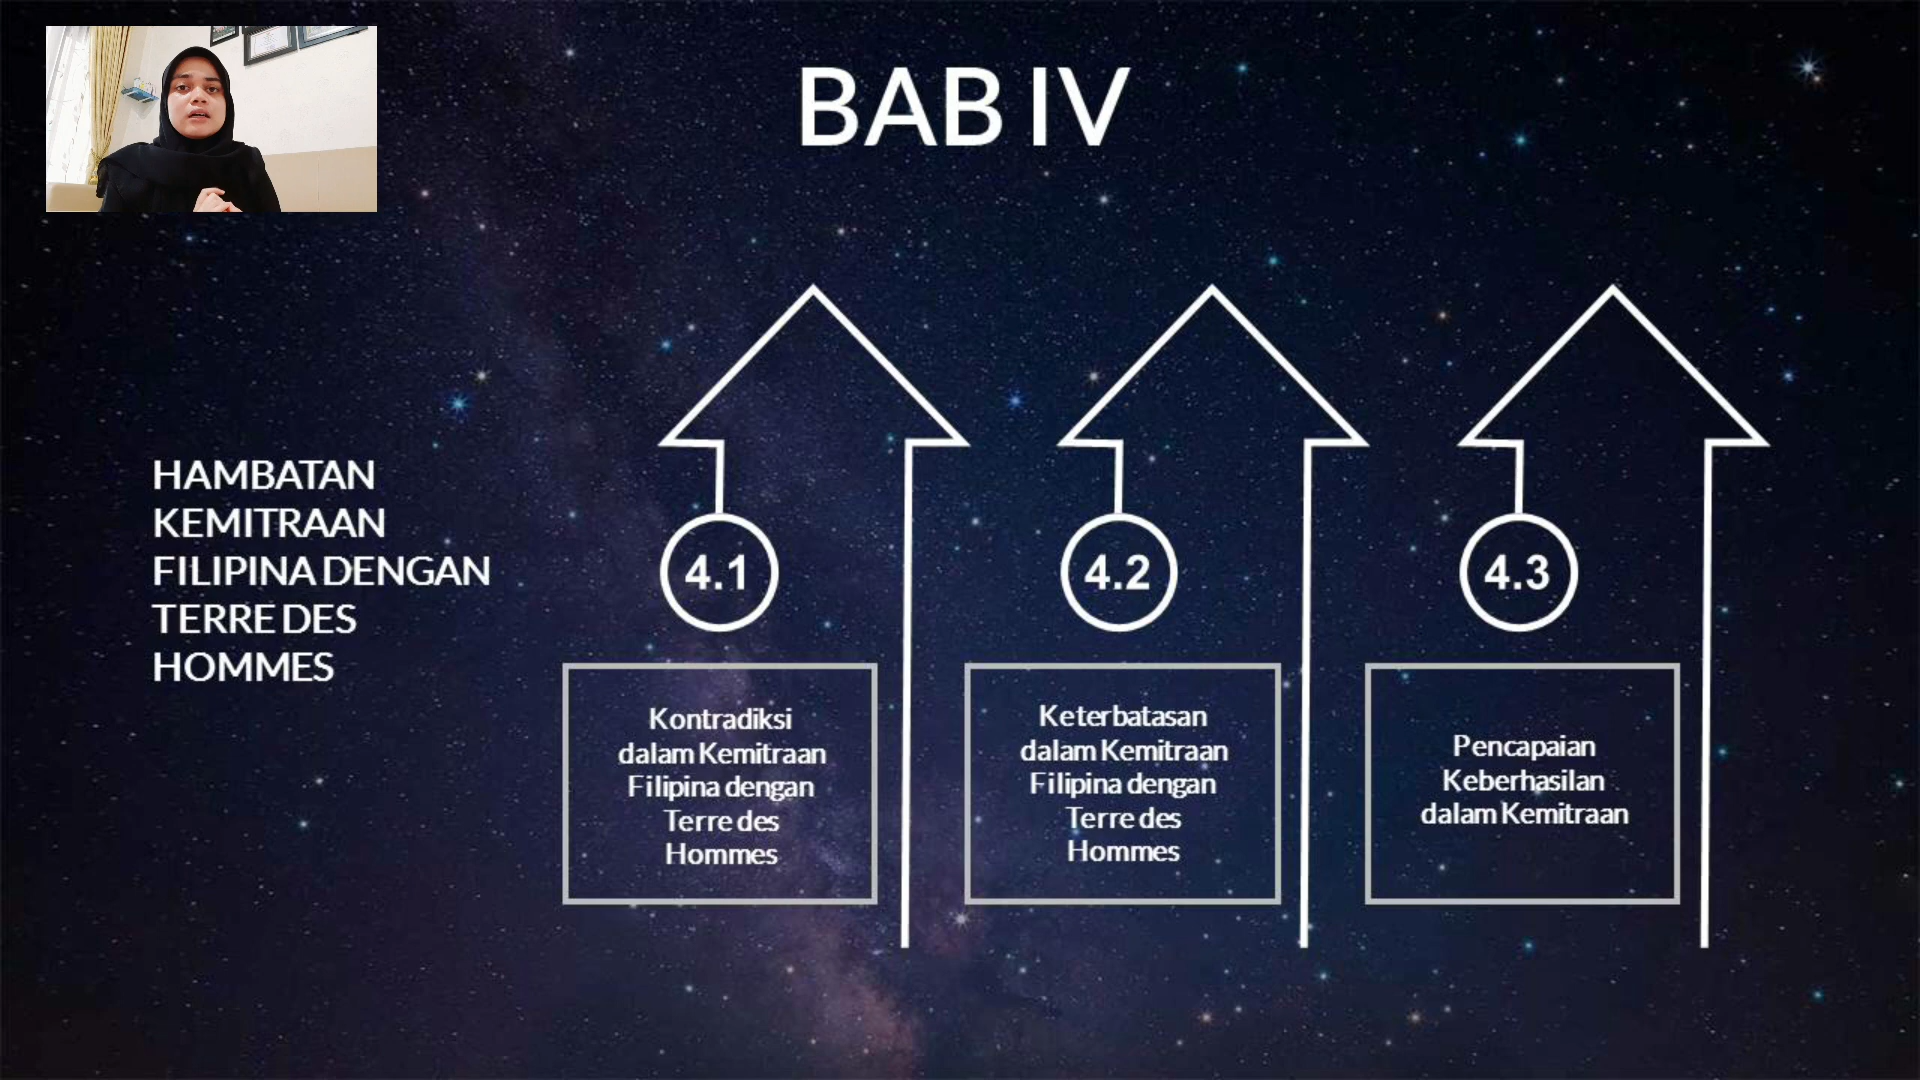 BAB IV
HAMBATAN
KEMITRAAN
FILIPINA DENGAN
TERRE DES
HOMMES
4.1
Kontradiksi
dalam Kemitraan
Filipina dengan
Terre des
Hommes
4.2
Keterbatasan
dalam Kemitraan
Filipina dengan
Terre des
Hommes
4.3
Pencapaian
Keberhasilan
dalam Kemitraan